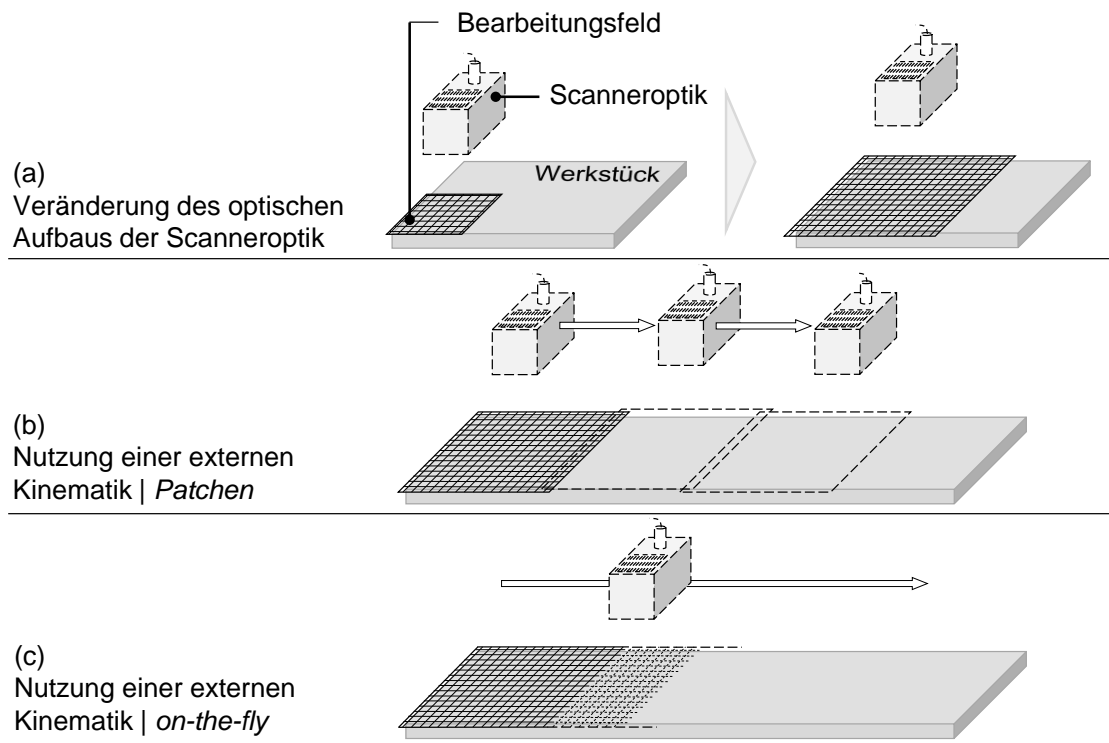 Bearbeitungsfeld
Scanneroptik
Werkstück
(a)
Veränderung des optischen
Aufbaus der Scanneroptik
(b)
Nutzung einer externen
Kinematik | Patchen
(c)
Nutzung einer externen
Kinematik | on-the-fly